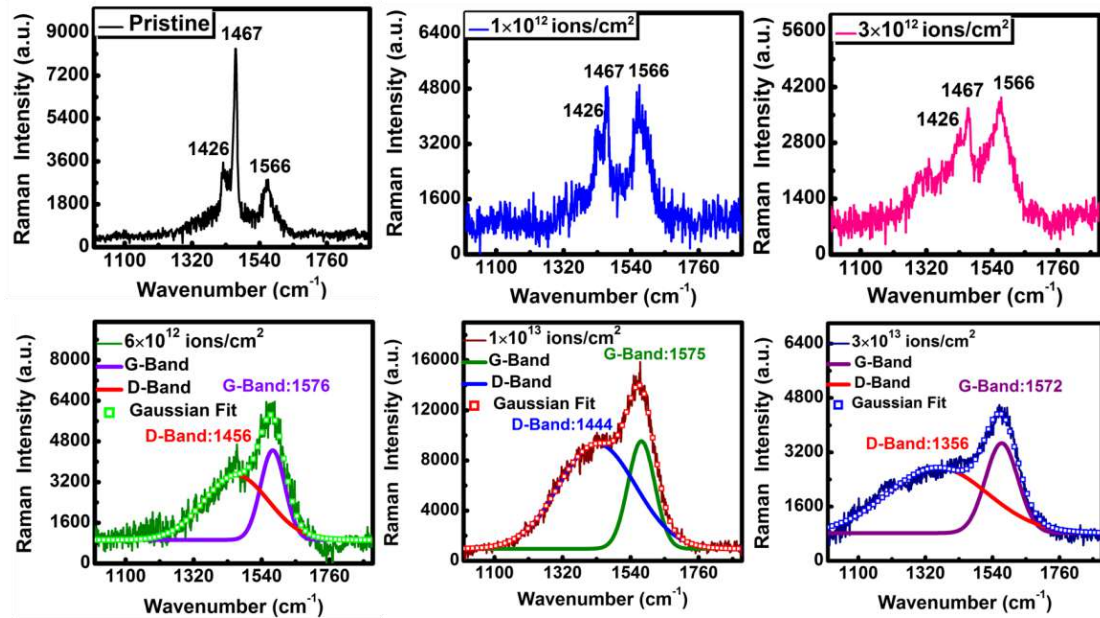 Pristine
1467
1426
1566
9000
7200
5400
3600
1800
0
1100 1320 1540 1760
Raman Intensity (a.u.)
Wavenumber (cm⁻¹)
1×10¹² ions/cm²
1467
1566
1426
6400
4800
3200
1600
0
1100 1320 1540 1760
Raman Intensity (a.u.)
Wavenumber (cm⁻¹)
3×10¹² ions/cm²
1467
1566
1426
5600
4200
2800
1400
0
1100 1320 1540 1760
Raman Intensity (a.u.)
Wavenumber (cm⁻¹)
6×10¹² ions/cm²
G-Band
D-Band
Gaussian Fit
G-Band:1576
D-Band:1456
8000
6400
4800
3200
1600
0
1100 1320 1540 1760
Raman Intensity (a.u.)
Wavenumber (cm⁻¹)
1×10¹³ ions/cm²
G-Band
D-Band
Gaussian Fit
G-Band:1575
D-Band:1444
16000
12000
8000
4000
0
1100 1320 1540 1760
Raman Intensity (a.u.)
Wavenumber (cm⁻¹)
3×10¹³ ions/cm²
G-Band
D-Band
Gaussian Fit
G-Band:1572
D-Band:1356
6400
4800
3200
1600
0
1100 1320 1540 1760
Raman Intensity (a.u.)
Wavenumber (cm⁻¹)